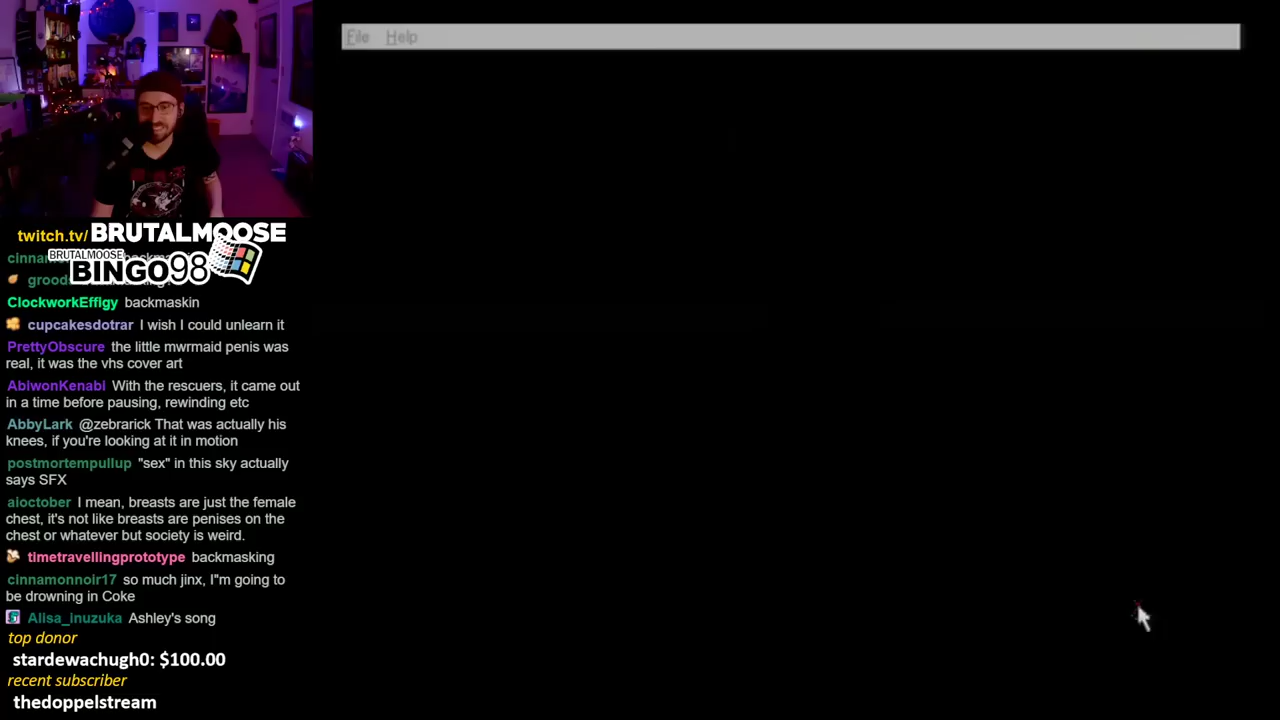 File Help
twitch.tv/BRUTALMOOSE
BRUTALMOOSE
BINGO98
ClockworkEffigy backmaskin
cupcakesdotrar I wish I could unlearn it
PrettyObscure the little mwrmaid penis was
real, it was the vhs cover art
AbiwonKenabi With the rescuers, it came out
in a time before pausing, rewinding etc
AbbyLark @zebrarick That was actually his
knees, if you're looking at it in motion
postmortempullup "sex" in this sky actually
says SFX
aioctober I mean, breasts are just the female
chest, it's not like breasts are penises on the
chest or whatever but society is weird.
timetravellingprototype backmasking
cinnamonnoir17 so much jinx, I"m going to
be drowning in Coke
Alisa_inuzuka Ashley's song
top donor
stardewachugh0: $100.00
recent subscriber
thedoppelstream